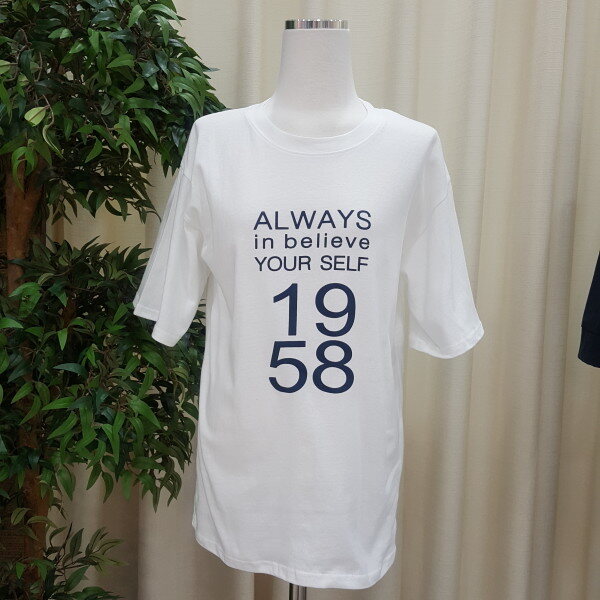 ALWAYS
in believe
YOUR SELF
19
58